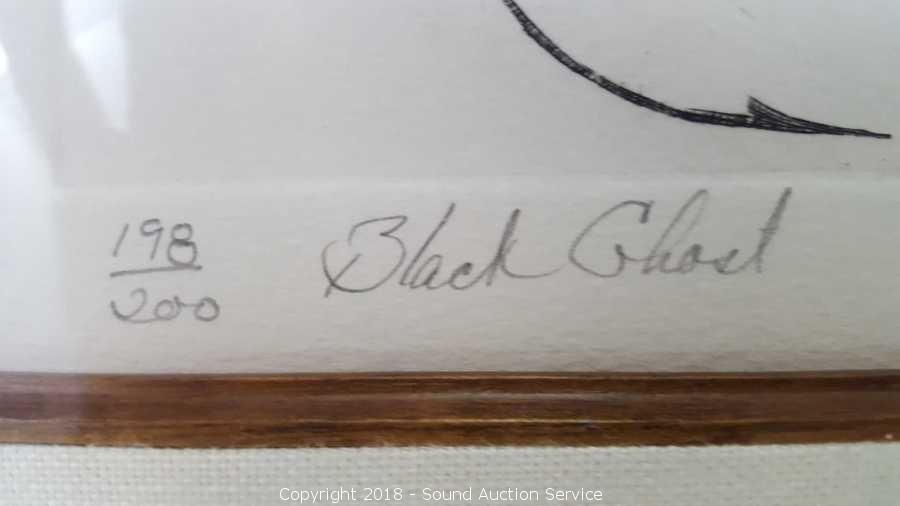 198
200
Black Ghost
Copyright 2018 - Sound Auction Service